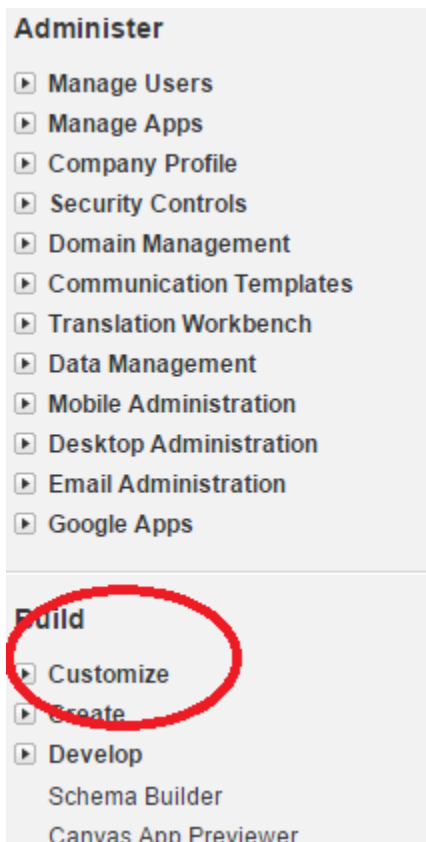 Administer
Manage Users
Manage Apps
Company Profile
Security Controls
Domain Management
Communication Templates
Translation Workbench
Data Management
Mobile Administration
Desktop Administration
Email Administration
Google Apps
Build
Customize
Create
Develop
Schema Builder
Canvas App Previewer